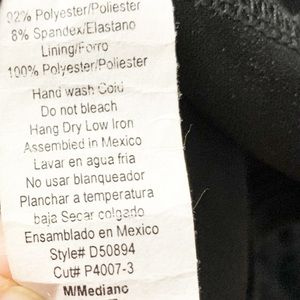 92% Polyester/Poliester
8% Spandex/Elastano
Lining/Forro
100% Polyester/Poliester
Hand wash Cold
Do not bleach
Hang Dry Low Iron
Assembled in Mexico
Lavar en agua fria
No usar blanqueador
Planchar a temperatura
baja Secar colgado
Ensamblado en Mexico
Style# D50894
Cut# P4007-3
M/Mediano